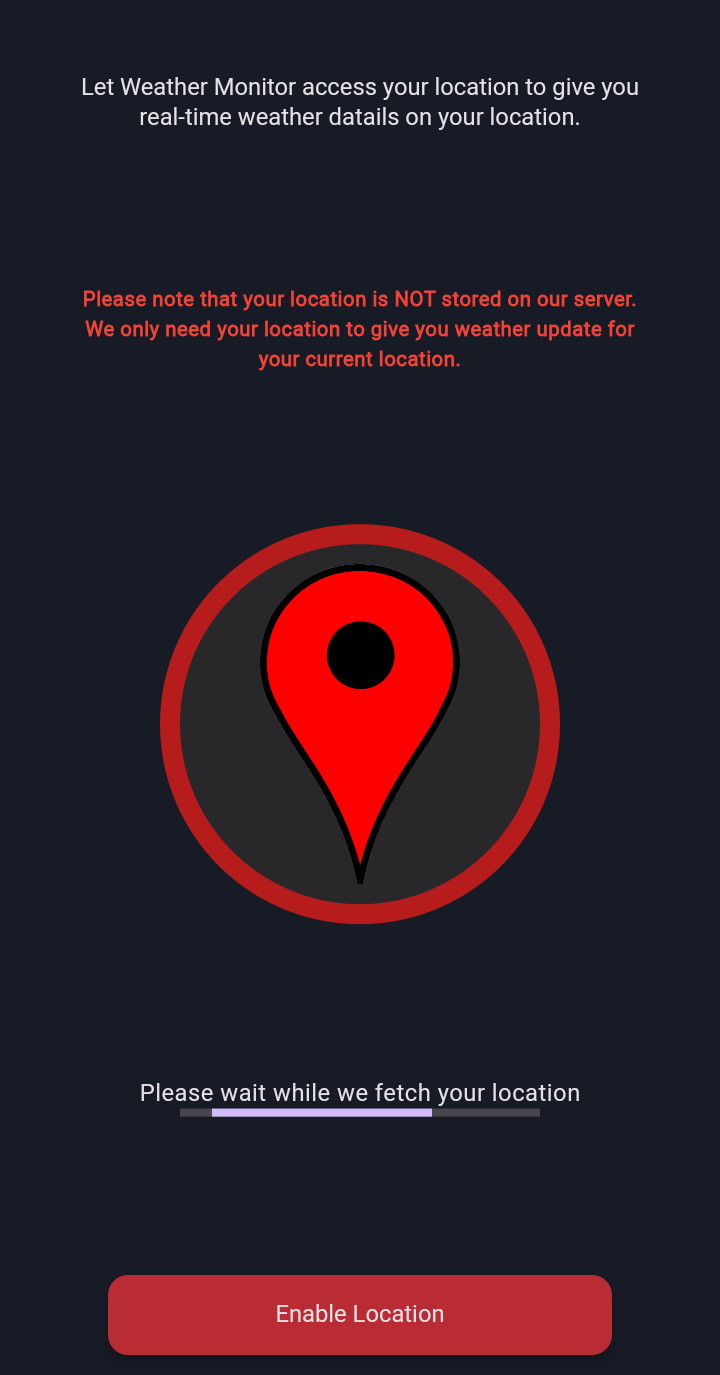 Let Weather Monitor access your location to give you
real-time weather datails on your location.
Please note that your location is NOT stored on our server.
We only need your location to give you weather update for
your current location.
Please wait while we fetch your location
Enable Location